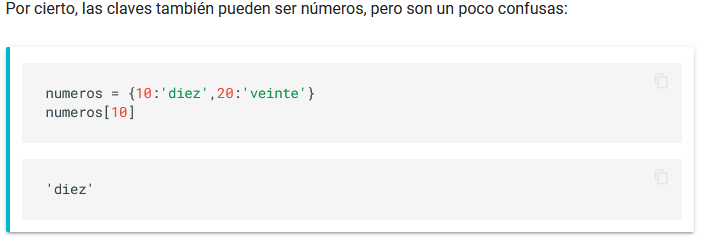 Por cierto, las claves también pueden ser números, pero son un poco confusas:
numeros = {10:'diez',20:'veinte'}
numeros[10]
'diez'